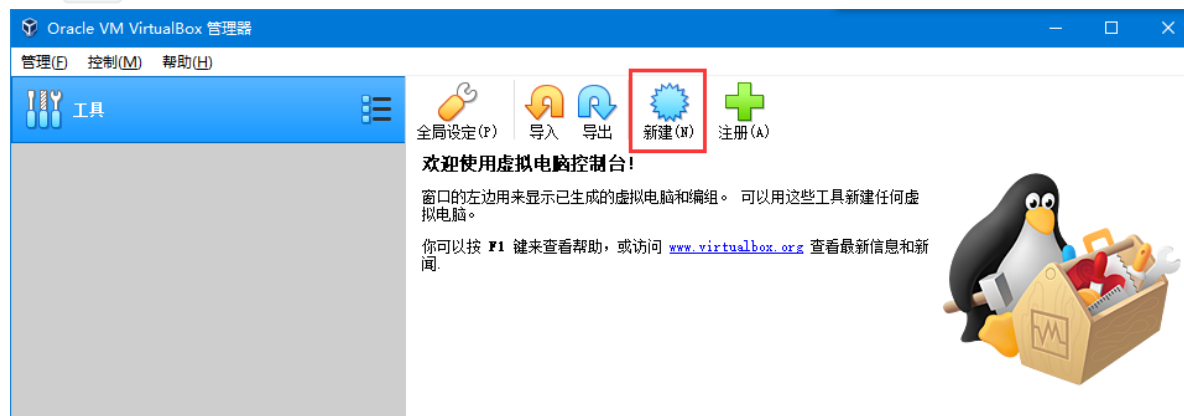 Oracle VM VirtualBox 管理器
管理(F) 控制(M) 帮助(H)
工具
全局设定(P) 导入 导出 新建(N) 注册(A)
欢迎使用虚拟电脑控制台!
窗口的左边用来显示已生成的虚拟电脑和编组。 可以用这些工具新建任何虚
拟电脑。
你可以按 F1 键来查看帮助，或访问 www.virtualbox.org 查看最新信息和新
闻.